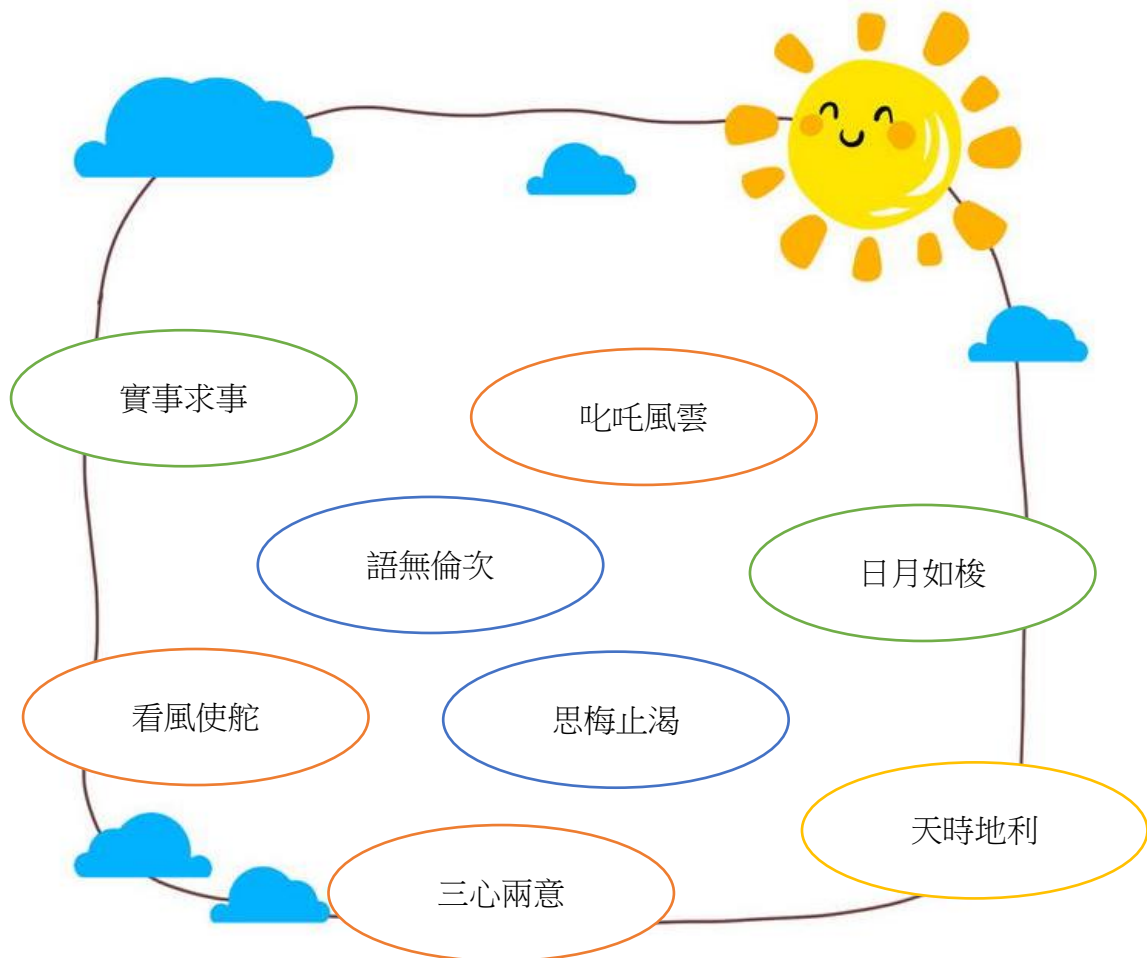 實事求事
叱吒風雲
語無倫次
日月如梭
看風使舵
思梅止渴
天時地利
三心兩意